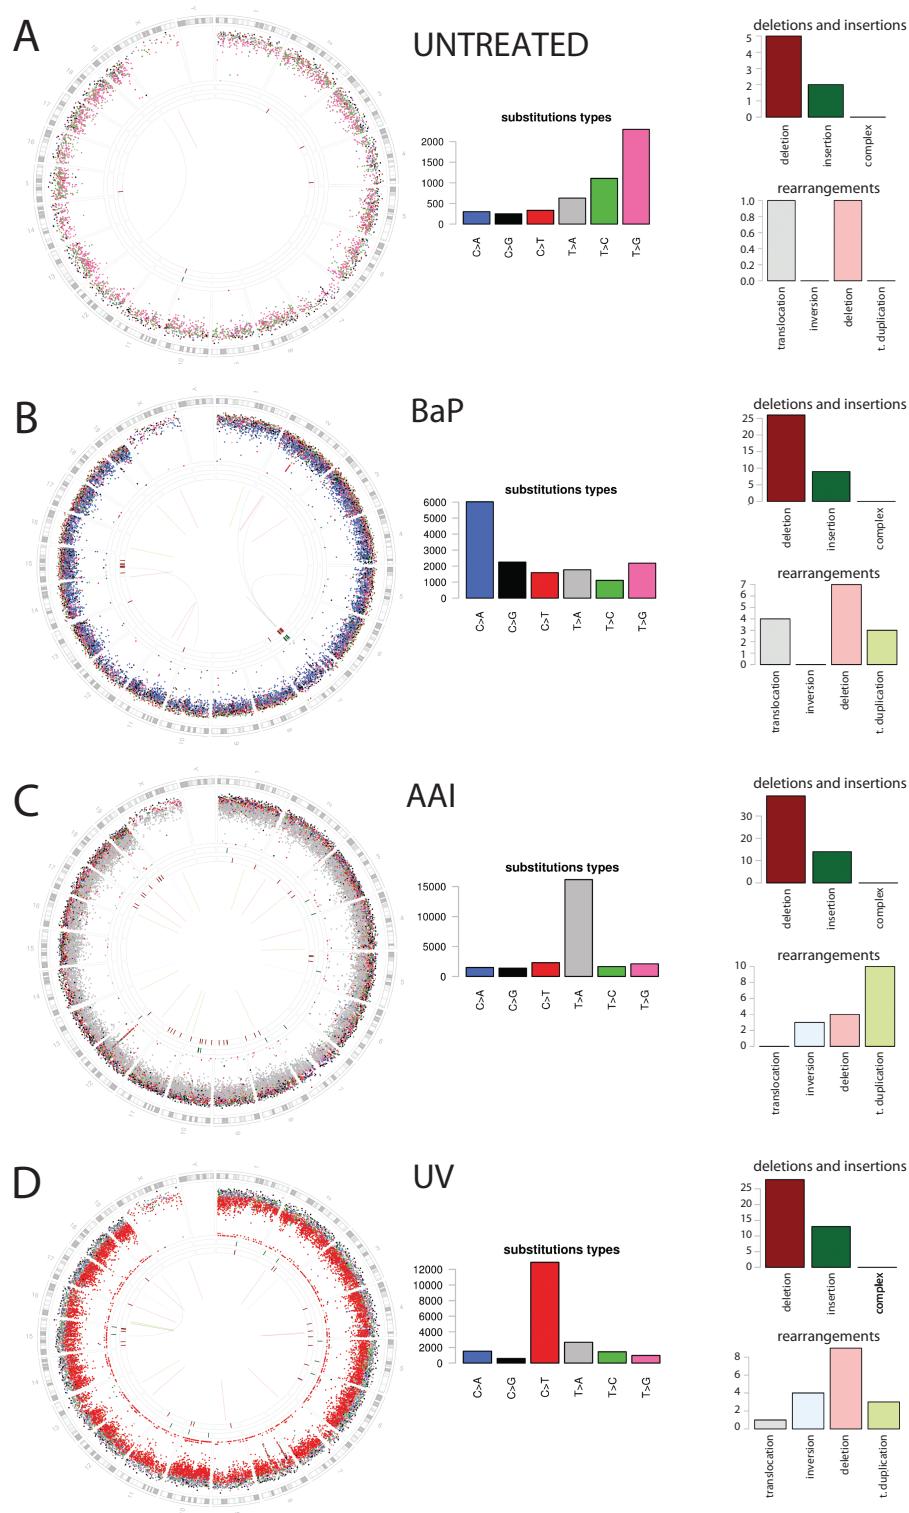 A
UNTREATED
substitutions types
2000
1500
1000
500
0
C>A
C>G
C>T
T>A
T>C
T>G
deletions and insertions
5
4
3
2
1
0
deletion
insertion
complex
rearrangements
1.0
0.8
0.6
0.4
0.2
0.0
translocation
inversion
deletion
t. duplication
B
BaP
substitutions types
6000
5000
4000
3000
2000
1000
0
C>A
C>G
C>T
T>A
T>C
T>G
deletions and insertions
25
20
15
10
5
0
deletion
insertion
complex
rearrangements
7
6
5
4
3
2
1
0
translocation
inversion
deletion
t. duplication
C
AAI
substitutions types
15000
10000
5000
0
C>A
C>G
C>T
T>A
T>C
T>G
deletions and insertions
30
20
10
0
deletion
insertion
complex
rearrangements
10
8
6
4
2
0
translocation
inversion
deletion
t. duplication
D
UV
substitutions types
12000
10000
8000
6000
4000
2000
0
C>A
C>G
C>T
T>A
T>C
T>G
deletions and insertions
25
20
15
10
5
0
deletion
insertion
complex
rearrangements
8
6
4
2
0
translocation
inversion
deletion
t. duplication